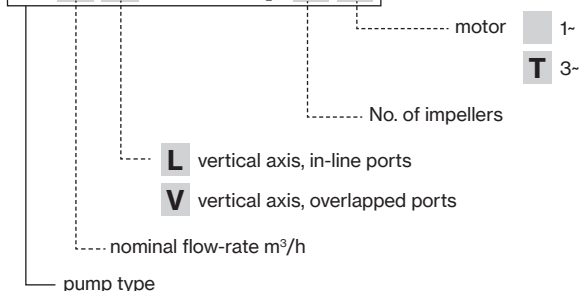 motor 1~
T 3~
No. of impellers
L vertical axis, in-line ports
V vertical axis, overlapped ports
nominal flow-rate m³/h
pump type